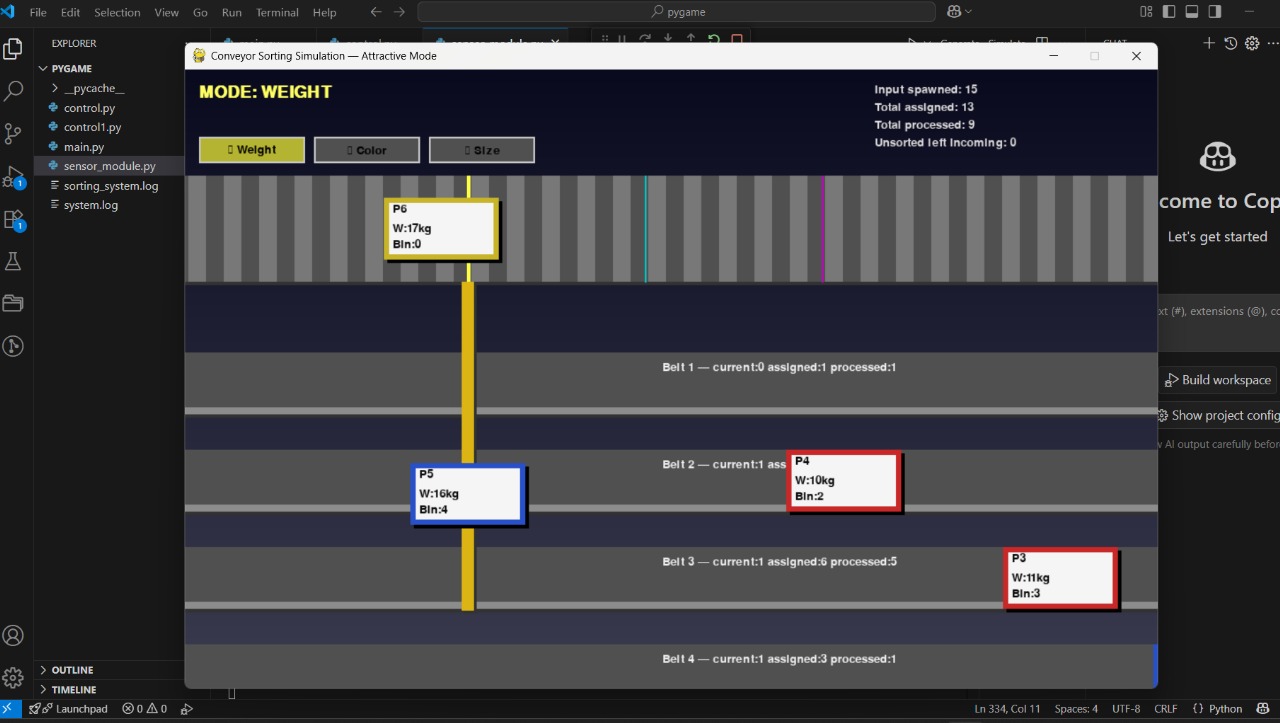 File Edit Selection View Go Run Terminal Help
pygame
EXPLORER
PYGAME
__pycache__
control.py
control1.py
main.py
sensor_module.py
sorting_system.log
system.log
OUTLINE
TIMELINE
Conveyor Sorting Simulation — Attractive Mode
MODE: WEIGHT
Weight
Color
Size
Input spawned: 15
Total assigned: 13
Total processed: 9
Unsorted left incoming: 0
P6
W:17kg
Bin:0
Belt 1 — current:0 assigned:1 processed:1
P5
W:16kg
Bin:4
Belt 2 — current:1 ass
P4
W:10kg
Bin:2
Belt 3 — current:1 assigned:6 processed:5
P3
W:11kg
Bin:3
Belt 4 — current:1 assigned:3 processed:1
come to Cop
Let's get started
xt (#), extensions (@), co
Build workspace
Show project config
AI output carefully before
1
1
Launchpad
0
0
Ln 334, Col 11
Spaces: 4
UTF-8
CRLF
{} Python